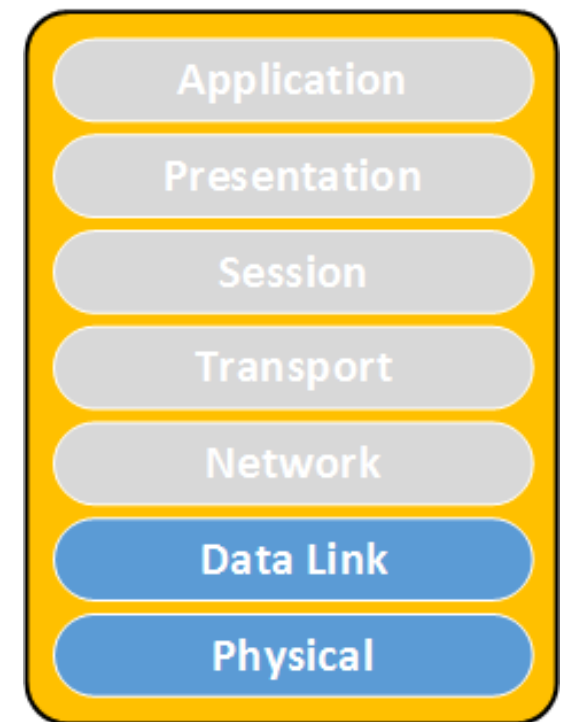 Application
Presentation
Session
Transport
Network
Data Link
Physical